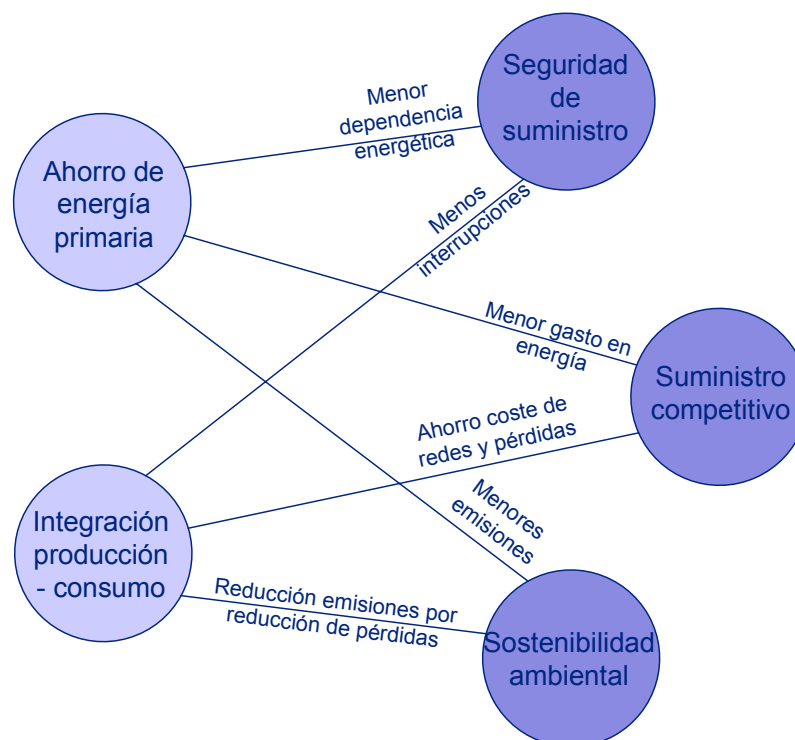 Seguridad
de
suministro
Menor
dependencia
energética
Ahorro de
energía
primaria
Menos
interrupciones
Menor gasto en
energía
Suministro
competitivo
Ahorro coste de
redes y pérdidas
Menores
emisiones
Integración
producción
- consumo
Reducción emisiones por
reducción de pérdidas
Sostenibilidad
ambiental